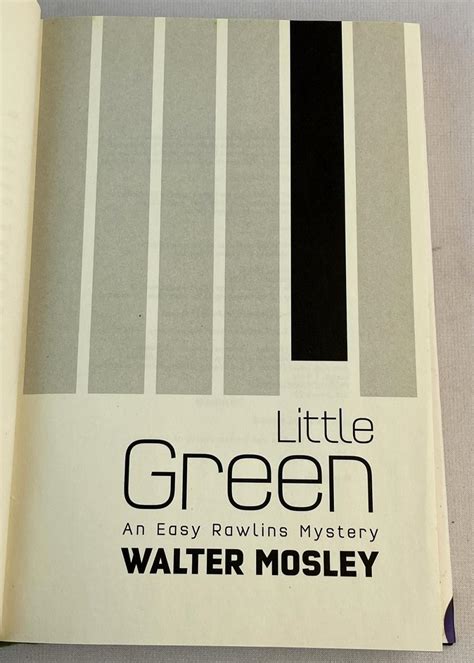 Little
Green
An Easy Rawlins Mystery
WALTER MOSLEY